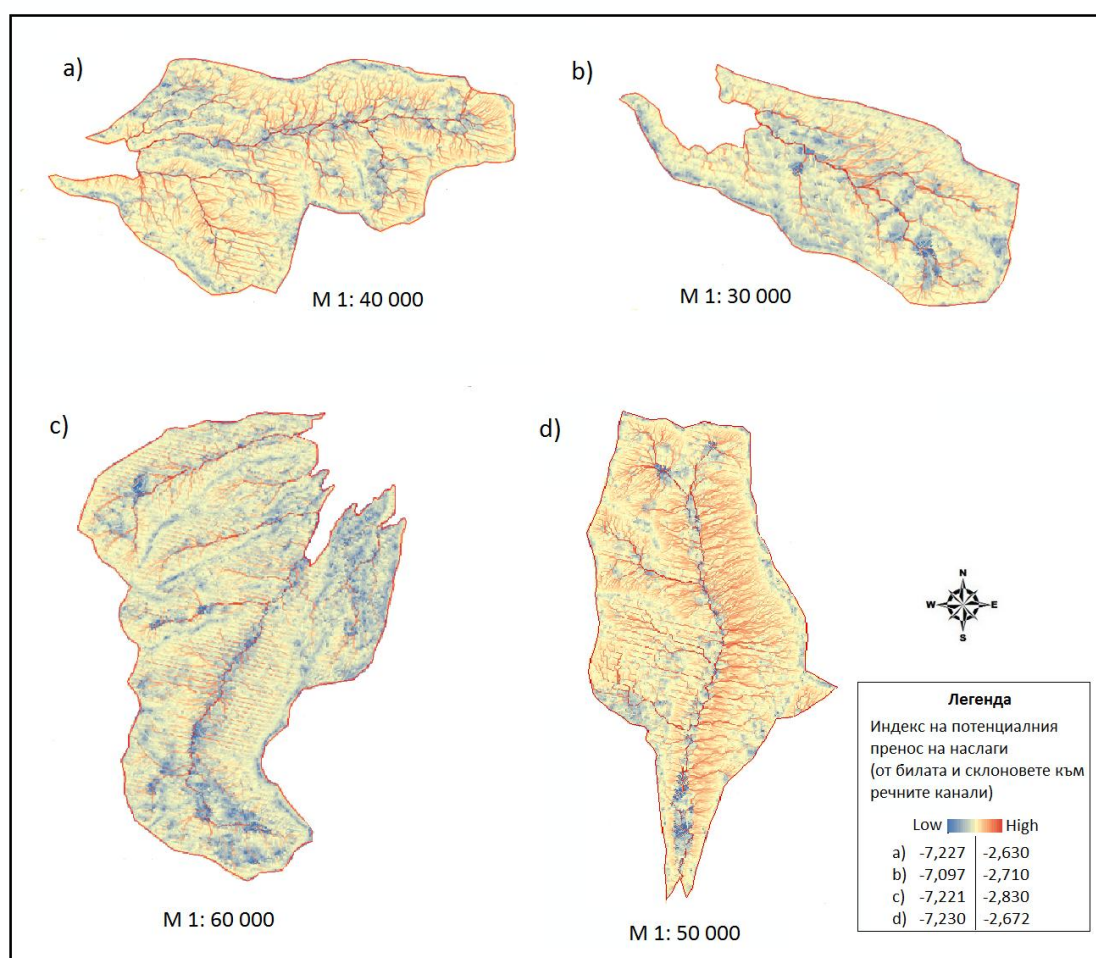 a)
b)
M 1: 40 000
M 1: 30 000
c)
d)
N
W E
S
M 1: 60 000
M 1: 50 000
Легенда
Индекс на потенциалния
пренос на наслаги
(от билата и склоновете към
речните канали)
Low High
a) -7,227 -2,630
b) -7,097 -2,710
c) -7,221 -2,830
d) -7,230 -2,672